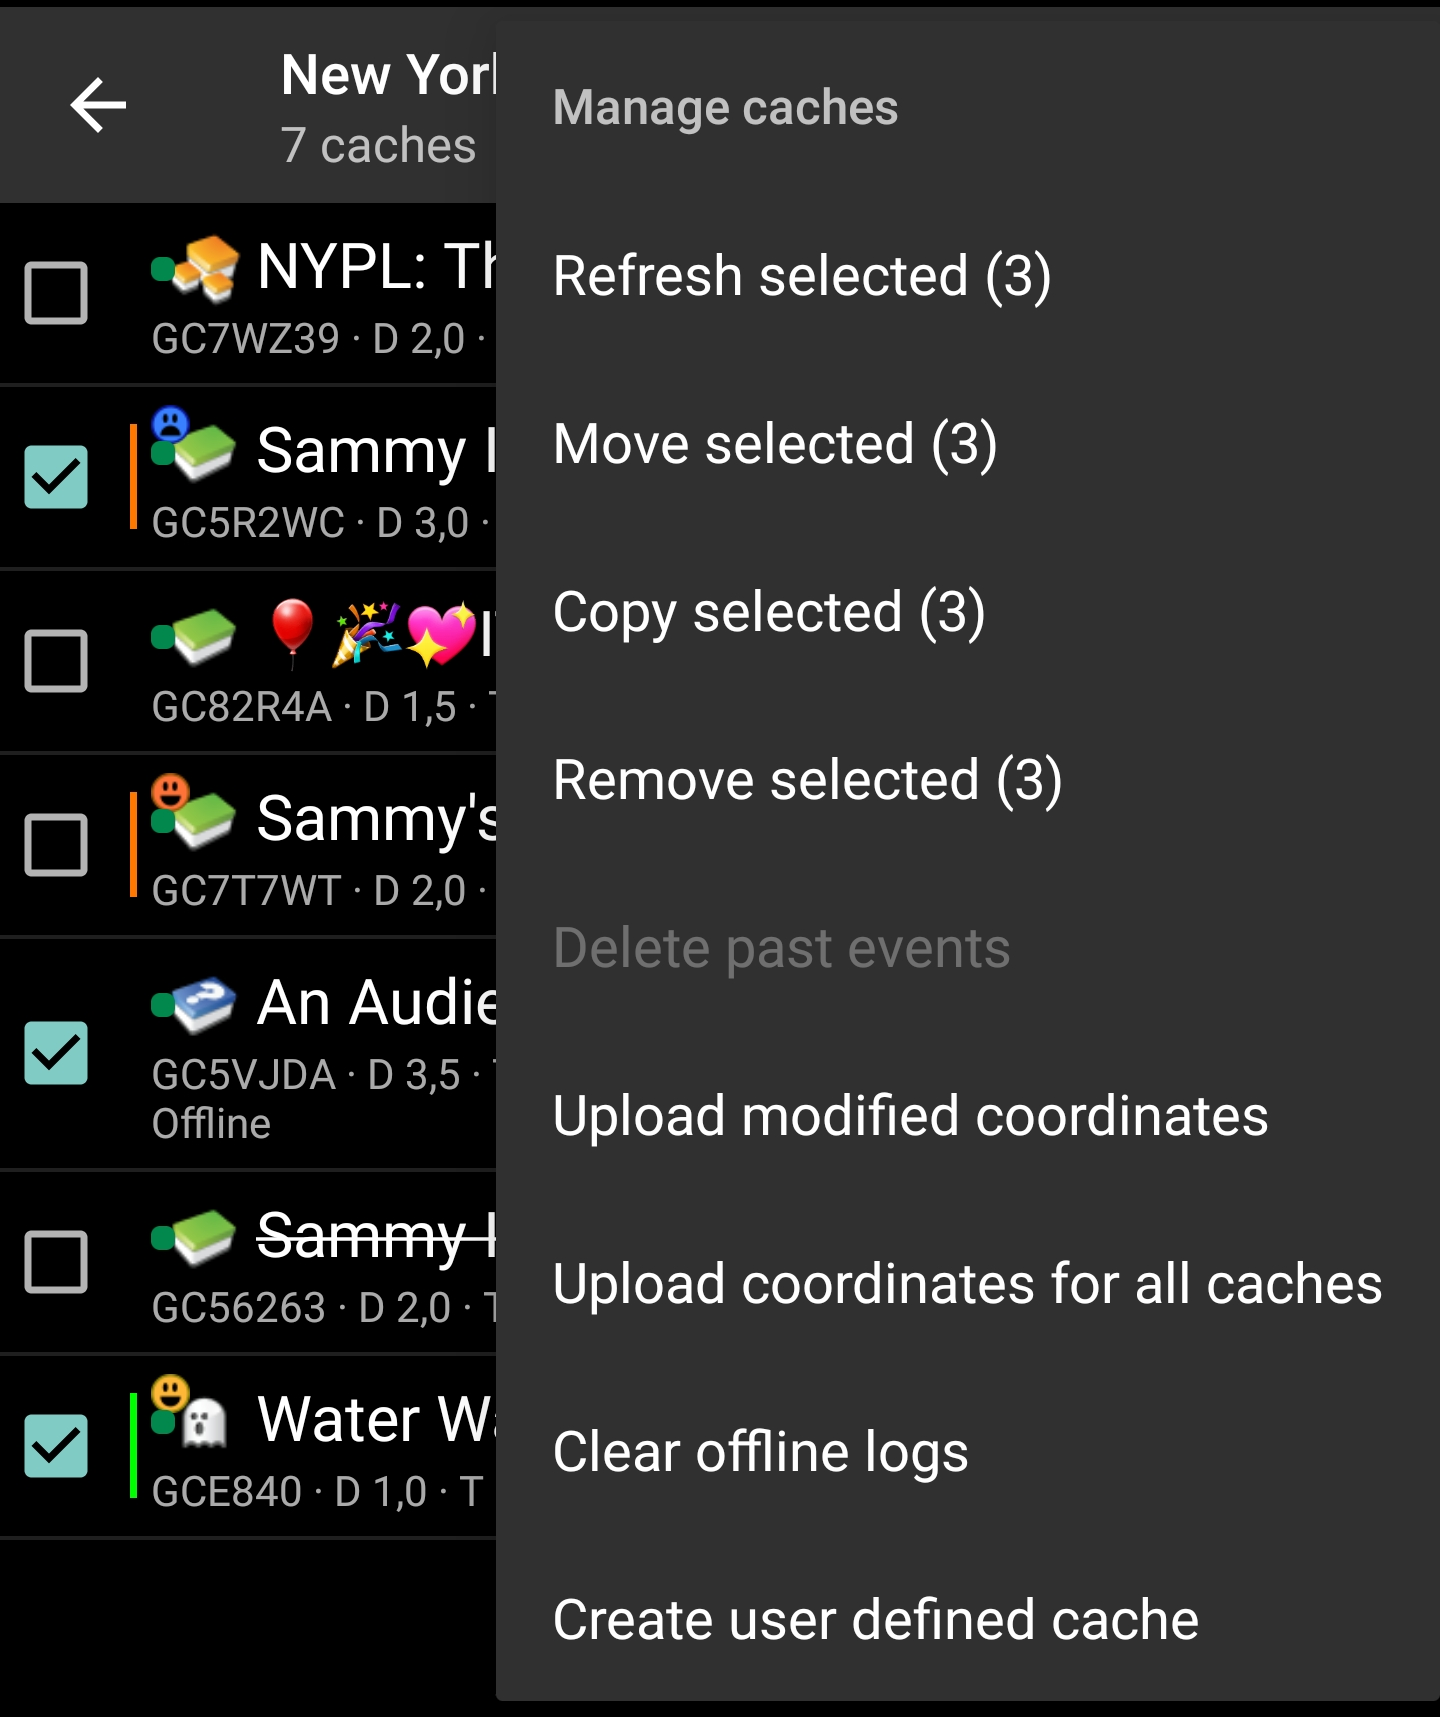 New York
7 caches
NYPL:
GC7WZ39 · D 2,0 ·
Sammy
GC5R2WC · D 3,0 ·
🎈🎉💖
GC82R4A · D 1,5 ·
Sammy's
GC7T7WT · D 2,0 ·
An
GC5VJDA · D 3,5 ·
Offline
Sammy
GC56263 · D 2,0 · T
Water
GCE840 · D 1,0 · T
Manage caches
Refresh selected (3)
Move selected (3)
Copy selected (3)
Remove selected (3)
Delete past events
Upload modified coordinates
Upload coordinates for all caches
Clear offline logs
Create user defined cache